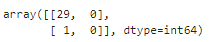 array([[29,  0],
       [ 1,  0]], dtype=int64)